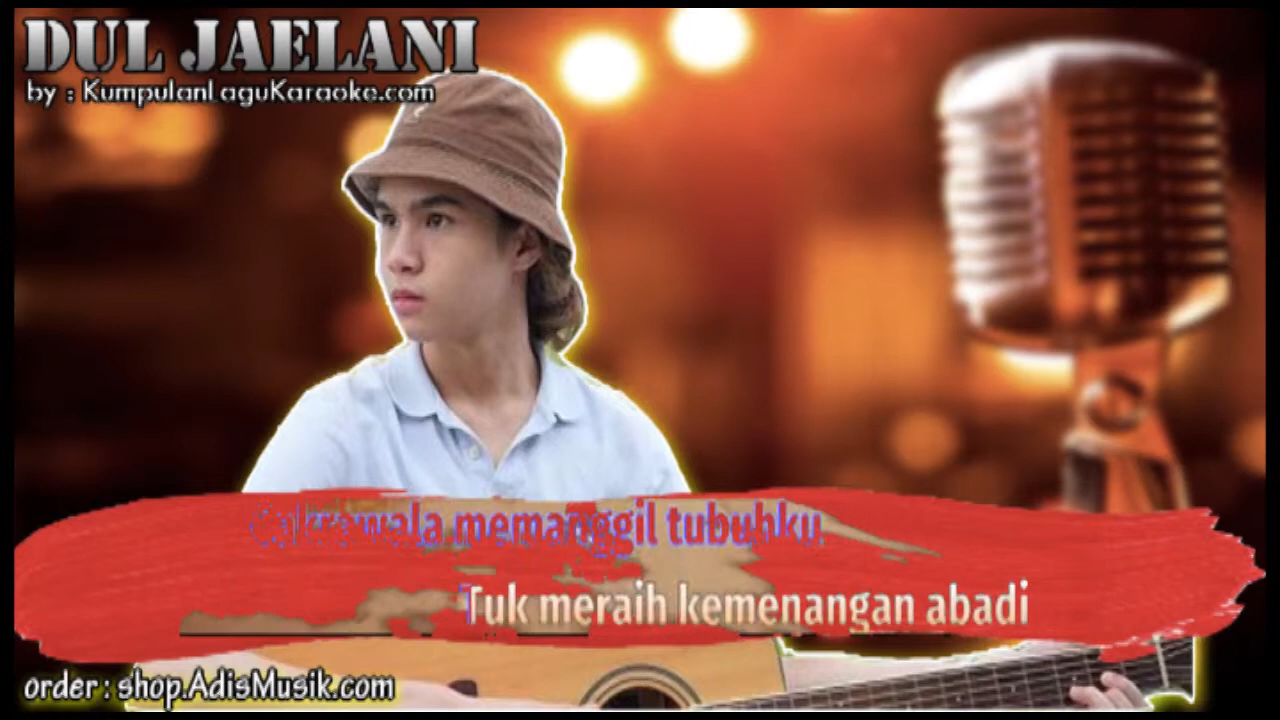 DUL JAELANI
by : KumpulanLaguKaraoke.com
memanggil tubuhku
Tuk meraih kemenangan abadi
order : shop.AdisMusik.com